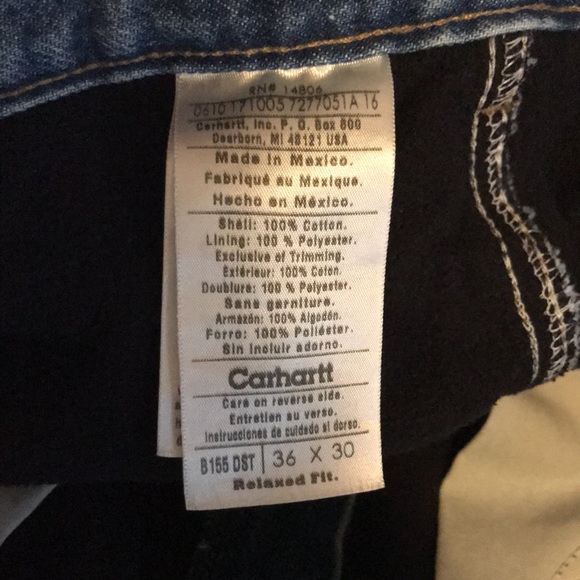 RN# 14806
0610 171005 7277051A 16
Carhartt, Inc. P. O. Box 600
Dearborn, MI 48121 USA
Made in Mexico.
Fabriqué au Mexique.
Hecho en México.
Shell: 100% Cotton.
Lining: 100 % Polyester.
Exclusive of Trimming.
Extérieur: 100% Coton.
Doublure: 100 % Polyester.
Sans garniture.
Armazón: 100% Algodón.
Forro: 100% Poliéster.
Sin incluir adorno.
Carhartt
Care on reverse side.
Entretien au verso.
Instrucciones de cuidado al dorso.
B155 DST 36 X 30
Relaxed Fit.